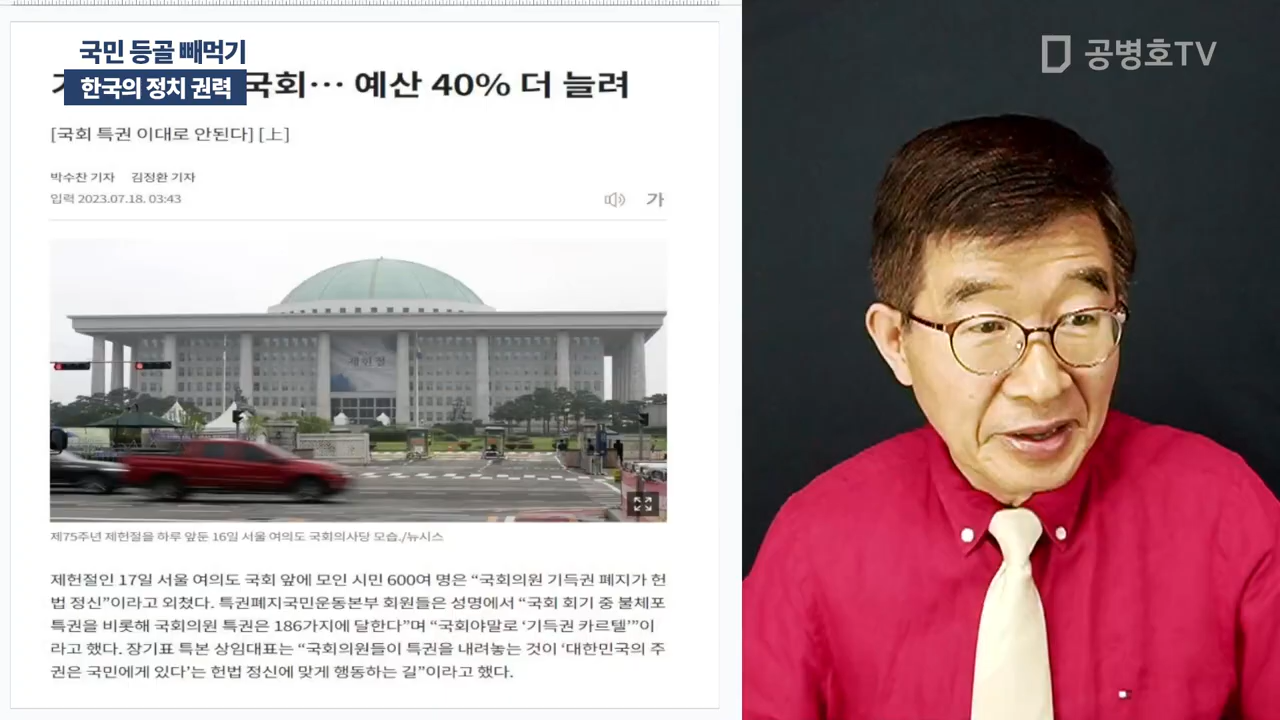 국민 등골 빼먹기
한국의 정치 권력
국회… 예산 40% 더 늘려
[국회 특권 이대로 안된다] [上]
박수찬 기자 김정환 기자
입력 2023.07.18. 03:43
가
제75주년 제헌절을 하루 앞둔 16일 서울 여의도 국회의사당 모습./뉴시스
제헌절인 17일 서울 여의도 국회 앞에 모인 시민 600여 명은 “국회의원 기득권 폐지가 헌
법 정신”이라고 외쳤다. 특권폐지국민운동본부 회원들은 성명에서 “국회 회기 중 불체포
특권을 비롯해 국회의원 특권은 186가지에 달한다”며 “국회야말로 ‘기득권 카르텔’”이
라고 했다. 장기표 특본 상임대표는 “국회의원들이 특권을 내려놓는 것이 ‘대한민국의 주
권은 국민에게 있다’는 헌법 정신에 맞게 행동하는 길”이라고 했다.
공병호TV